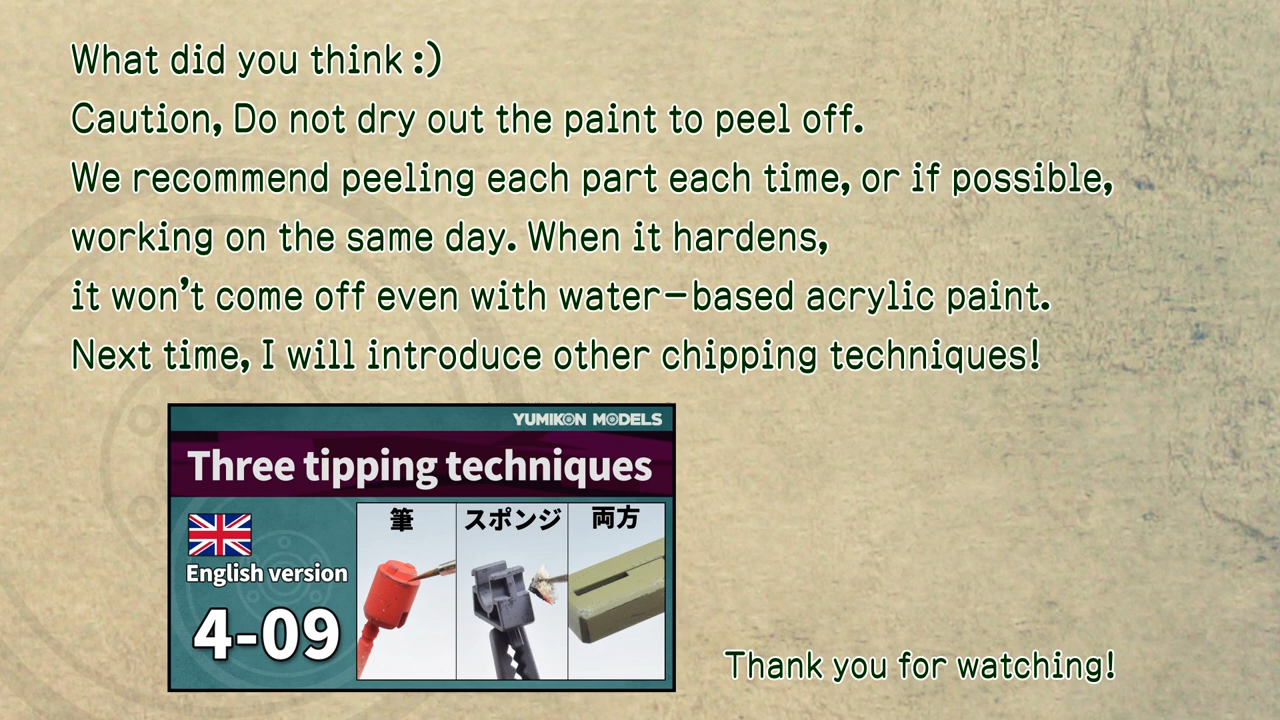 What did you think :)
Caution, Do not dry out the paint to peel off.
We recommend peeling each part each time, or if possible,
working on the same day. When it hardens,
it won't come off even with water-based acrylic paint.
Next time, I will introduce other chipping techniques!
YUMIKON MODELS
Three tipping techniques
筆 スポンジ 両方
English version
4-09
Thank you for watching!